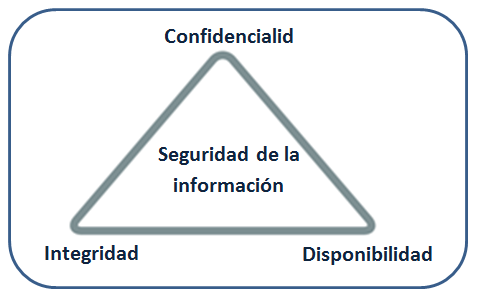 Confidencialid
Seguridad de la
información
Integridad
Disponibilidad